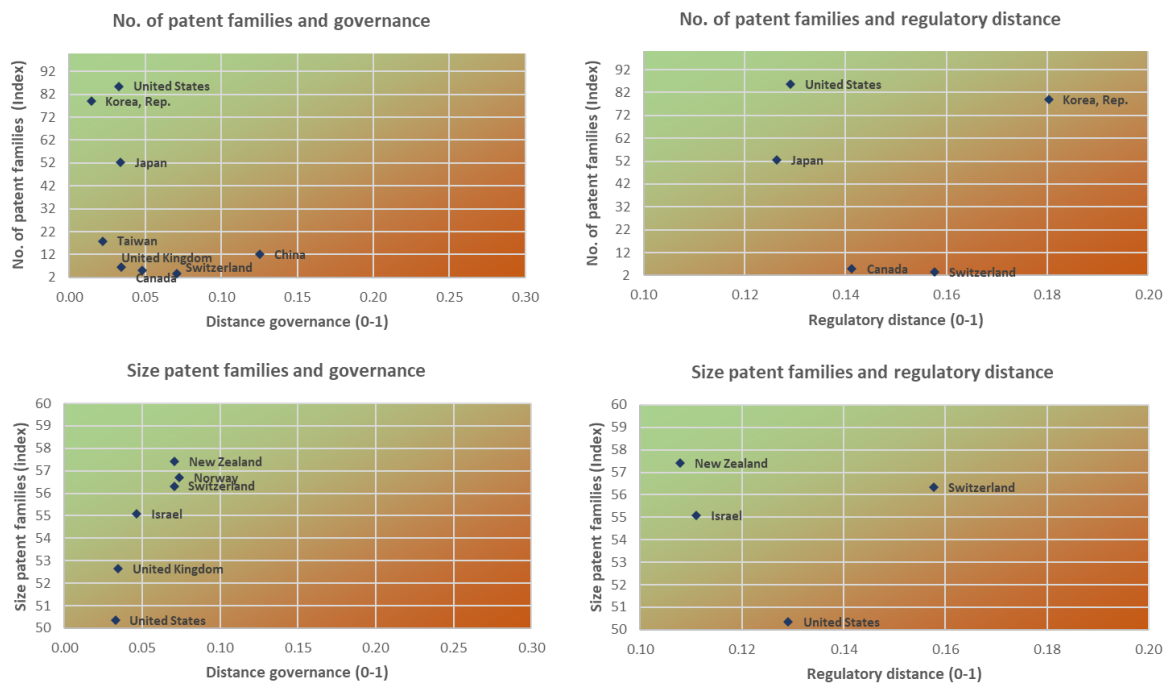 No. of patent families and governance
No. of patent families (Index)
92
82
72
62
52
42
32
22
12
2
United States
Korea, Rep.
Japan
Taiwan
United Kingdom
Canada
Switzerland
China
0.00 0.05 0.10 0.15 0.20 0.25 0.30
Distance governance (0-1)
No. of patent families and regulatory distance
No. of patent families (Index)
92
82
72
62
52
42
32
22
12
2
United States
Korea, Rep.
Japan
Canada
Switzerland
0.10 0.12 0.14 0.16 0.18 0.20
Regulatory distance (0-1)
Size patent families and governance
Size patent families (index)
60
59
58
57
56
55
54
53
52
51
50
New Zealand
Norway
Switzerland
Israel
United Kingdom
United States
0.00 0.05 0.10 0.15 0.20 0.25 0.30
Distance governance (0-1)
Size patent families and regulatory distance
Size patent families (Index)
60
59
58
57
56
55
54
53
52
51
50
New Zealand
Switzerland
Israel
United States
0.10 0.12 0.14 0.16 0.18 0.20
Regulatory distance (0-1)